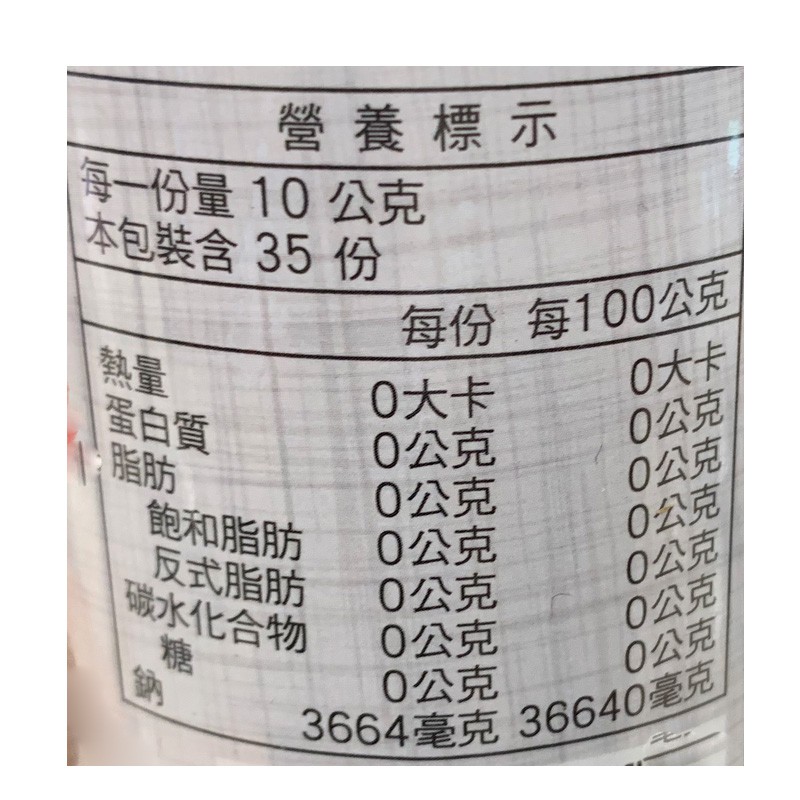 營養標示
每一份量 10 公克
本包裝含 35 份
每份 每100公克
熱量 0大卡 0大卡
蛋白質 0公克 0公克
脂肪 0公克 0公克
飽和脂肪 0公克 0公克
反式脂肪 0公克 0公克
碳水化合物 0公克 0公克
糖 0公克 0公克
鈉 3664毫克 36640毫克